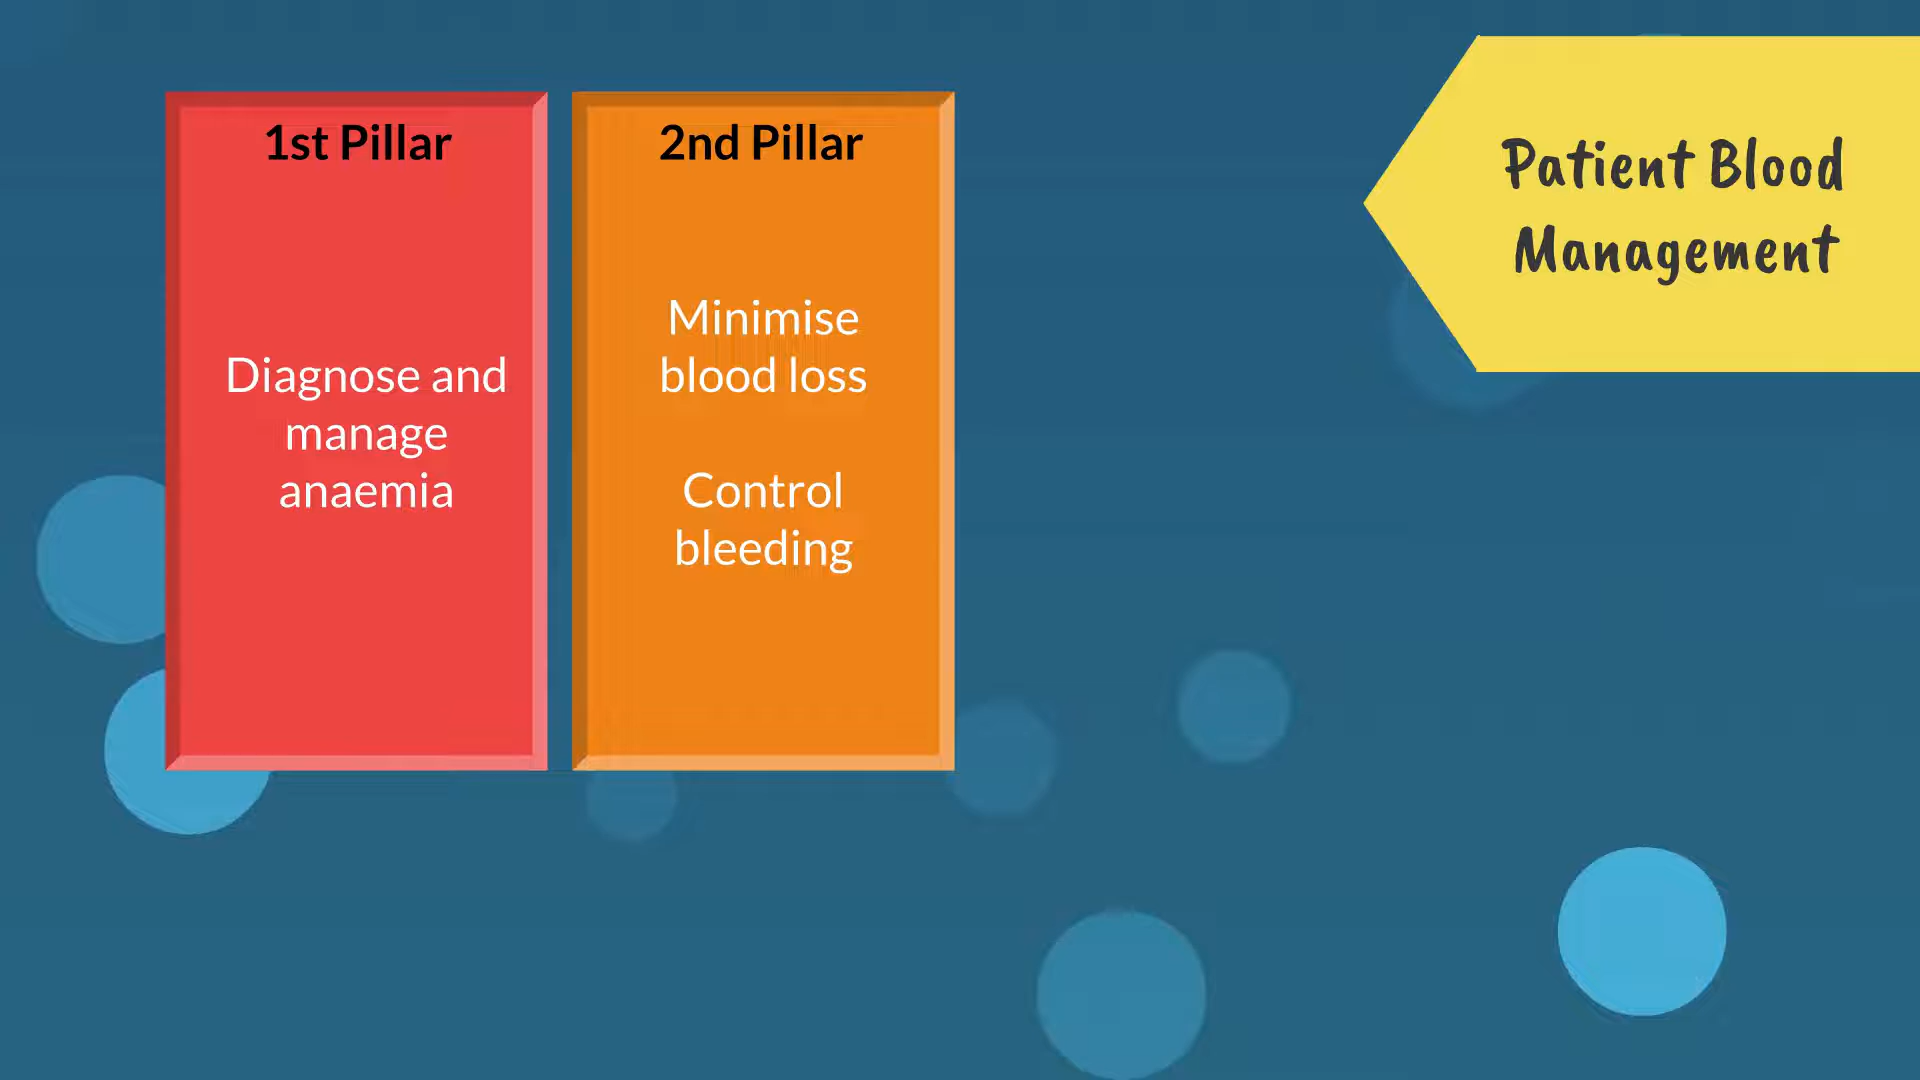 1st Pillar
Diagnose and
manage
anaemia
2nd Pillar
Minimise
blood loss
Control
bleeding
Patient Blood
Management